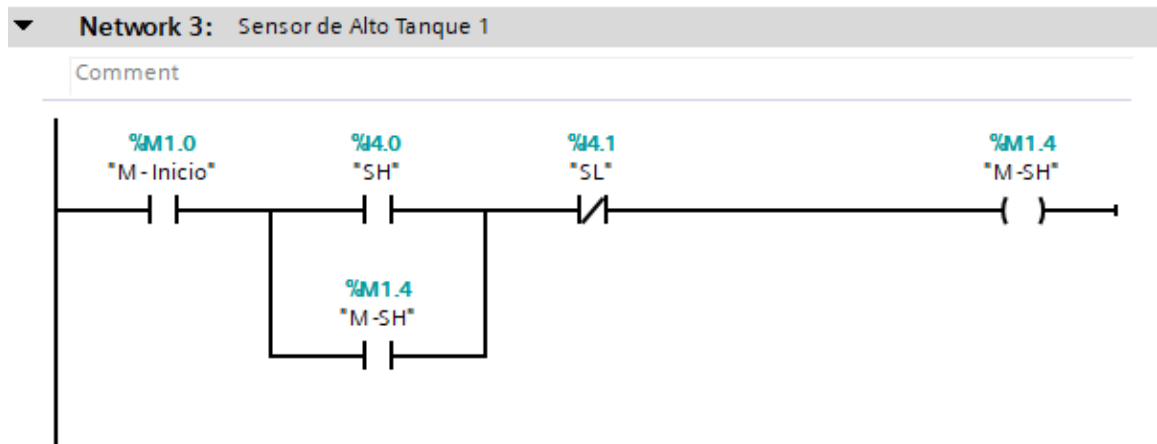 Network 3: Sensor de Alto Tanque 1
Comment
%M1.0 %I4.0 %I4.1 %M1.4
"M - Inicio" "SH" "SL" "M -SH"
%M1.4
"M -SH"